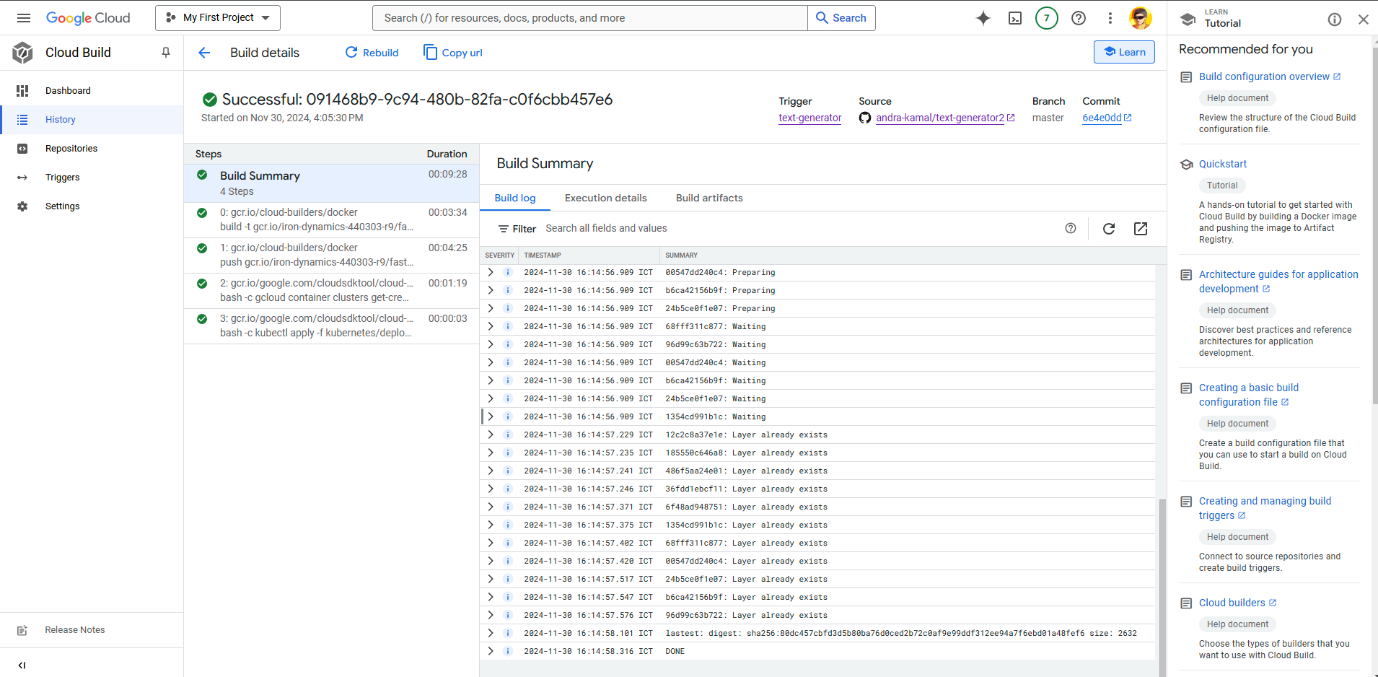 Google Cloud
My First Project
Search (/) for resources, docs, products, and more
Search
7
LEARN
Tutorial
Cloud Build
Build details
Rebuild
Copy url
Learn
Dashboard
History
Repositories
Triggers
Settings
Release Notes
Successful: 091468b9-9c94-480b-82fa-c0f6cbb457e6
Started on Nov 30, 2024, 4:05:30 PM
Trigger
text-generator
Source
andra-kamal/text-generator2
Branch
master
Commit
6e4e0dd
Steps Duration
Build Summary 00:09:28
4 Steps
0: gcr.io/cloud-builders/docker 00:03:34
build -t gcr.io/iron-dynamics-440303-r9/fa...
1: gcr.io/cloud-builders/docker 00:04:25
push gcr.io/iron-dynamics-440303-r9/fast...
2: gcr.io/google.com/cloudsdktool/cloud-... 00:01:19
bash -c gcloud container clusters get-cre...
3: gcr.io/google.com/cloudsdktool/cloud-... 00:00:03
bash -c kubectl apply -f kubernetes/deplo...
Build Summary
Build log Execution details Build artifacts
Filter Search all fields and values
SEVERITY TIMESTAMP SUMMARY
2024-11-30 16:14:56.909 ICT 00547dd240c4: Preparing
2024-11-30 16:14:56.909 ICT b6ca42156b9f: Preparing
2024-11-30 16:14:56.909 ICT 24b5ce0f1e07: Preparing
2024-11-30 16:14:56.909 ICT 68fff311c877: Waiting
2024-11-30 16:14:56.909 ICT 96d99c63b722: Waiting
2024-11-30 16:14:56.909 ICT 00547dd240c4: Waiting
2024-11-30 16:14:56.909 ICT b6ca42156b9f: Waiting
2024-11-30 16:14:56.909 ICT 24b5ce0f1e07: Waiting
2024-11-30 16:14:56.909 ICT 1354cd991b1c: Waiting
2024-11-30 16:14:57.229 ICT 12c2c8a37e1e: Layer already exists
2024-11-30 16:14:57.235 ICT 185550c646a8: Layer already exists
2024-11-30 16:14:57.241 ICT 486f5aa24e01: Layer already exists
2024-11-30 16:14:57.246 ICT 36fdd1ebcf11: Layer already exists
2024-11-30 16:14:57.371 ICT 6f48ad948751: Layer already exists
2024-11-30 16:14:57.375 ICT 1354cd991b1c: Layer already exists
2024-11-30 16:14:57.402 ICT 68fff311c877: Layer already exists
2024-11-30 16:14:57.420 ICT 00547dd240c4: Layer already exists
2024-11-30 16:14:57.517 ICT 24b5ce0f1e07: Layer already exists
2024-11-30 16:14:57.547 ICT b6ca42156b9f: Layer already exists
2024-11-30 16:14:57.576 ICT 96d99c63b722: Layer already exists
2024-11-30 16:14:58.101 ICT lastest: digest: sha256:80dc457cbfd3d5b80ba76d0ced2b72c0af9e99ddf312ee94a7f6ebd01a48fef6 size: 2632
2024-11-30 16:14:58.316 ICT DONE
Recommended for you
Build configuration overview
Help document
Review the structure of the Cloud Build
configuration file.
Quickstart
Tutorial
A hands-on tutorial to get started with
Cloud Build by building a Docker image
and pushing the image to Artifact
Registry.
Architecture guides for application
development
Help document
Discover best practices and reference
architectures for application
development.
Creating a basic build
configuration file
Help document
Create a build configuration file that
you can use to start a build on Cloud
Build.
Creating and managing build
triggers
Help document
Connect to source repositories and
create build triggers.
Cloud builders
Help document
Choose the types of builders that you
want to use with Cloud Build.